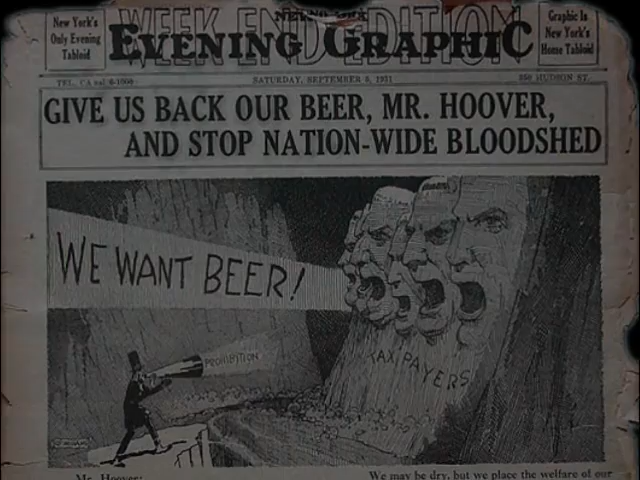 WEEK END EDITION
New York's
Only Evening
Tabloid
NEW YORK
EVENING GRAPHIC
Graphic Is
New York's
Home Tabloid
TEL. CANAL 6-1000
SATURDAY, SEPTEMBER 5, 1931
350 HUDSON ST.
GIVE US BACK OUR BEER, MR. HOOVER,
AND STOP NATION-WIDE BLOODSHED
WE WANT BEER!
PROHIBITION
TAX PAYERS
Mr. Hoover:
We may be dry, but we place the welfare of our